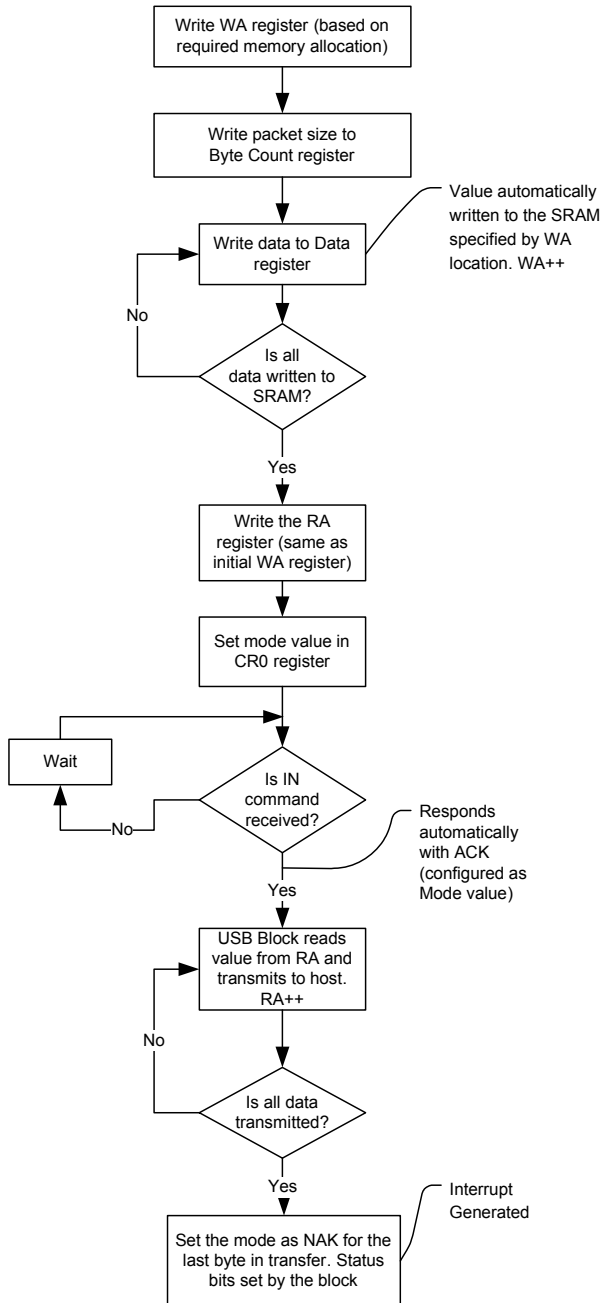 Write WA register (based on
required memory allocation)
Write packet size to
Byte Count register
Value automatically
written to the SRAM
specified by WA
location. WA++
Write data to Data
register
No
Is all
data written to
SRAM?
Yes
Write the RA
register (same as
initial WA register)
Set mode value in
CR0 register
Wait
Is IN
command
received?
No
Responds
automatically
with ACK
(configured as
Mode value)
Yes
USB Block reads
value from RA and
transmits to host.
RA++
No
Is all data
transmitted?
Yes
Interrupt
Generated
Set the mode as NAK for the
last byte in transfer. Status
bits set by the block